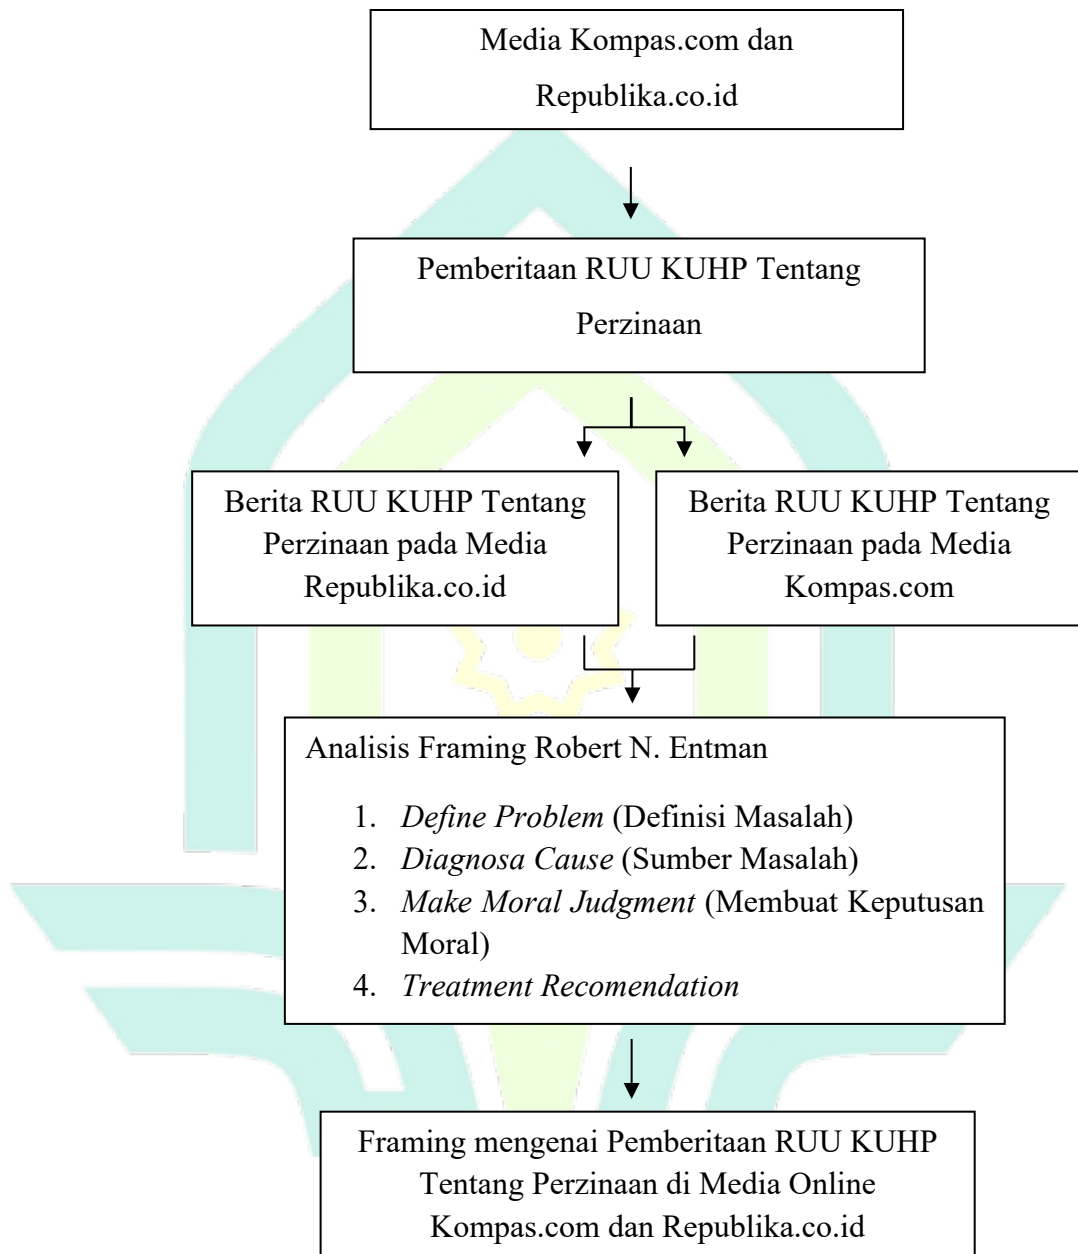 Media Kompas.com dan
Republika.co.id
Pemberitaan RUU KUHP Tentang
Perzinaan
Berita RUU KUHP Tentang
Perzinaan pada Media
Republika.co.id
Berita RUU KUHP Tentang
Perzinaan pada Media
Kompas.com
Analisis Framing Robert N. Entman
1. Define Problem (Definisi Masalah)
2. Diagnosa Cause (Sumber Masalah)
3. Make Moral Judgment (Membuat Keputusan
Moral)
4. Treatment Recomendation
Framing mengenai Pemberitaan RUU KUHP
Tentang Perzinaan di Media Online
Kompas.com dan Republika.co.id